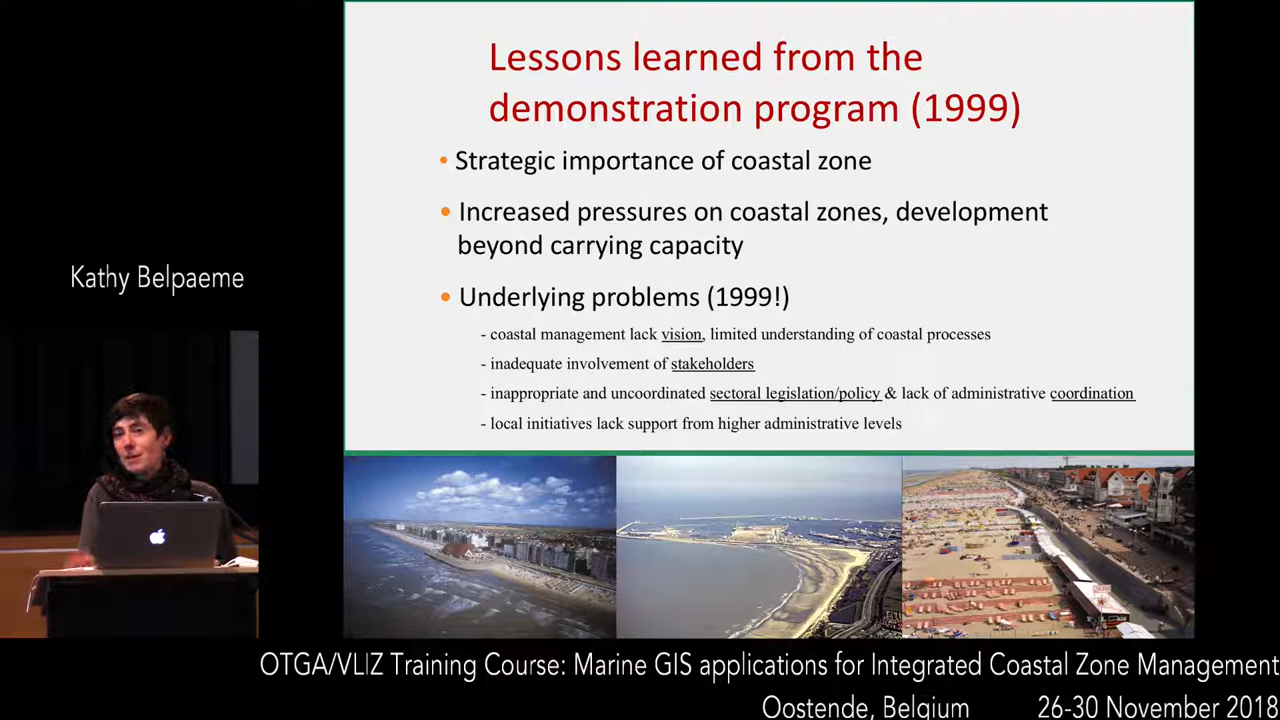 Lessons learned from the
demonstration program (1999)
• Strategic importance of coastal zone
• Increased pressures on coastal zones, development
beyond carrying capacity
• Underlying problems (1999!)
- coastal management lack vision, limited understanding of coastal processes
- inadequate involvement of stakeholders
- inappropriate and uncoordinated sectoral legislation/policy & lack of administrative coordination
- local initiatives lack support from higher administrative levels
Kathy Belpaeme
OTGA/VLIZ Training Course: Marine GIS applications for Integrated Coastal Zone Management
Oostende, Belgium 26-30 November 2018